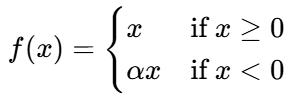 f(x) = { x if x ≥ 0
αx if x < 0